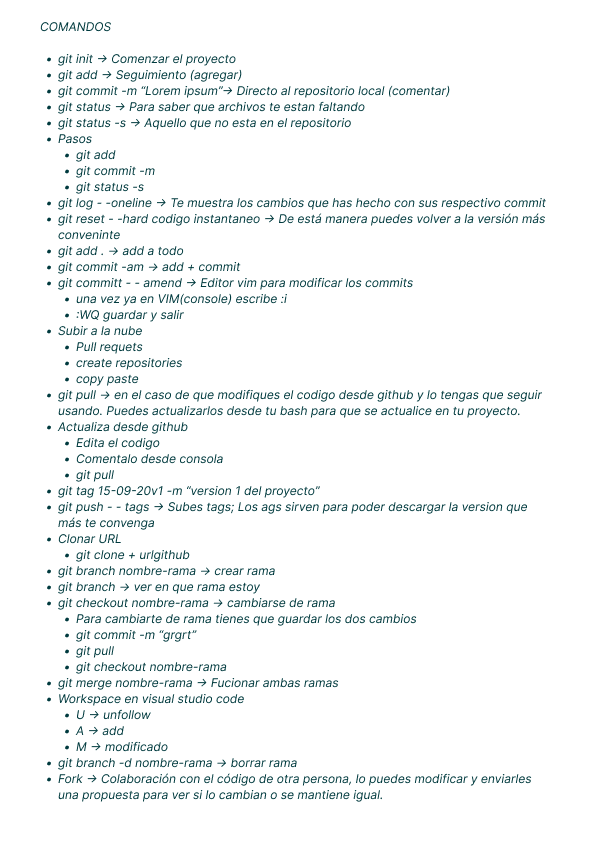 COMANDOS
• git init → Comenzar el proyecto
• git add → Seguimiento (agregar)
• git commit -m “Lorem ipsum”→ Directo al repositorio local (comentar)
• git status → Para saber que archivos te estan faltando
• git status -s → Aquello que no esta en el repositorio
• Pasos
• git add
• git commit -m
• git status -s
• git log - -oneline → Te muestra los cambios que has hecho con sus respectivo commit
• git reset - -hard codigo instantaneo → De está manera puedes volver a la versión más
conveninte
• git add . → add a todo
• git commit -am → add + commit
• git committ - - amend → Editor vim para modificar los commits
• una vez ya en VIM(console) escribe :i
• :WQ guardar y salir
• Subir a la nube
• Pull requets
• create repositories
• copy paste
• git pull → en el caso de que modifiques el codigo desde github y lo tengas que seguir
usando. Puedes actualizarlos desde tu bash para que se actualice en tu proyecto.
• Actualiza desde github
• Edita el codigo
• Comentalo desde consola
• git pull
• git tag 15-09-20v1 -m “version 1 del proyecto”
• git push - - tags → Subes tags; Los ags sirven para poder descargar la version que
más te convenga
• Clonar URL
• git clone + urlgithub
• git branch nombre-rama → crear rama
• git branch → ver en que rama estoy
• git checkout nombre-rama → cambiarse de rama
• Para cambiarte de rama tienes que guardar los dos cambios
• git commit -m “grgrt”
• git pull
• git checkout nombre-rama
• git merge nombre-rama → Fucionar ambas ramas
• Workspace en visual studio code
• U → unfollow
• A → add
• M → modificado
• git branch -d nombre-rama → borrar rama
• Fork → Colaboración con el código de otra persona, lo puedes modificar y enviarles
una propuesta para ver si lo cambian o se mantiene igual.